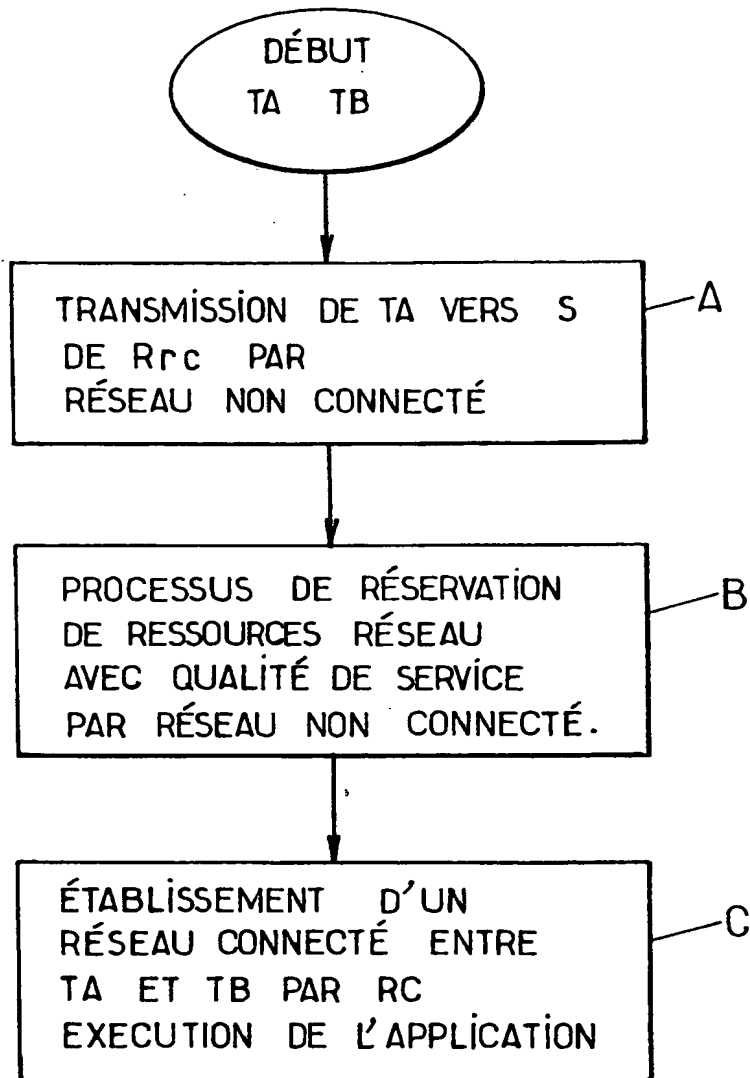 DÉBUT
TA TB
TRANSMISSION DE TA VERS S
DE Rrc PAR
RÉSEAU NON CONNECTÉ
A
PROCESSUS DE RÉSERVATION
DE RESSOURCES RÉSEAU
AVEC QUALITÉ DE SERVICE
PAR RÉSEAU NON CONNECTÉ.
B
ÉTABLISSEMENT D'UN
RÉSEAU CONNECTÉ ENTRE
TA ET TB PAR RC
EXECUTION DE L'APPLICATION
C